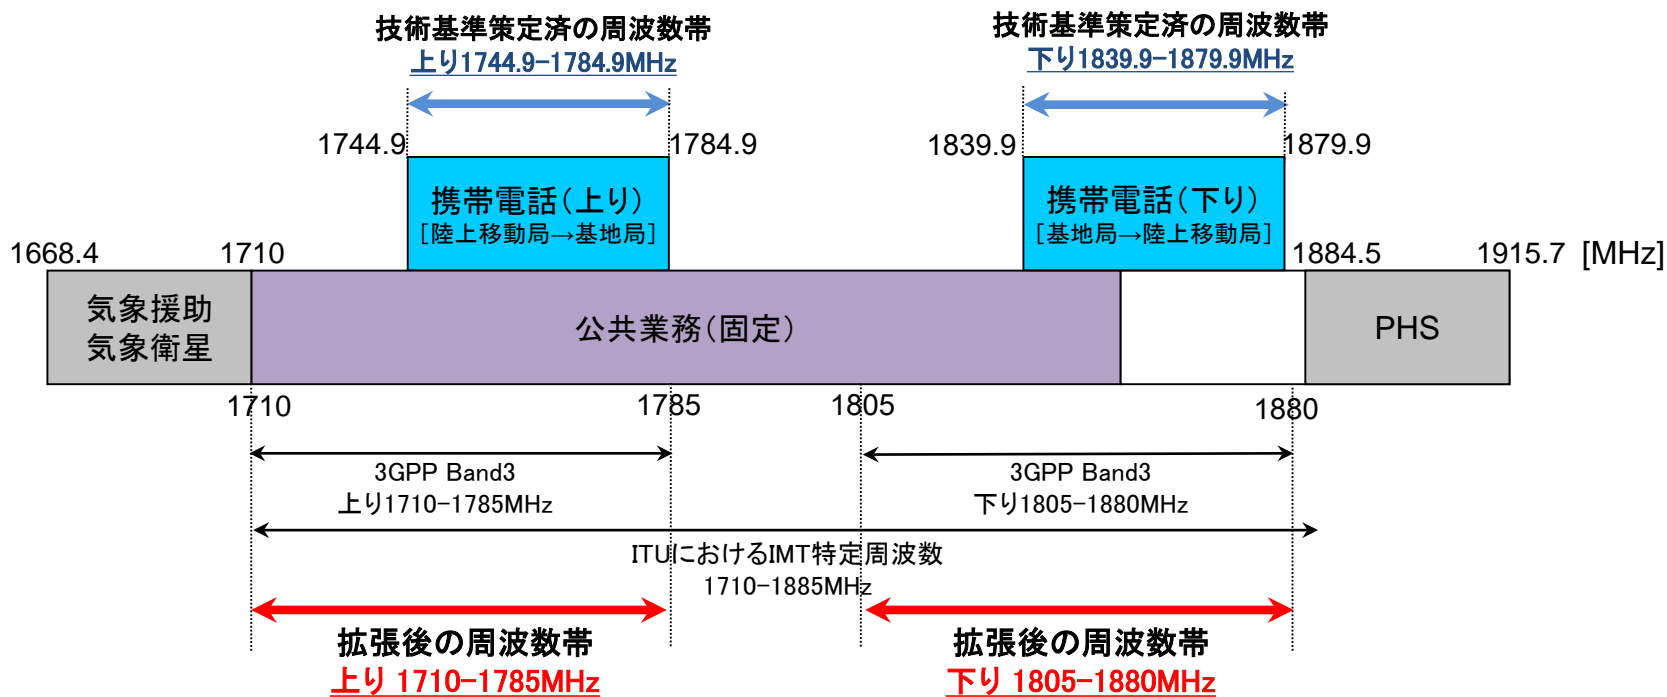 技術基準策定済の周波数帯
上り1744.9-1784.9MHz
技術基準策定済の周波数帯
下り1839.9-1879.9MHz
1744.9
1784.9
1839.9
1879.9
携帯電話(上り)
[陸上移動局→基地局]
携帯電話(下り)
[基地局→陸上移動局]
1668.4
1710
1884.5
1915.7
[MHz]
気象援助
気象衛星
公共業務(固定)
PHS
1710
1785
1805
1880
3GPP Band3
上り1710-1785MHz
3GPP Band3
下り1805-1880MHz
ITUにおけるIMT特定周波数
1710-1885MHz
拡張後の周波数帯
上り 1710-1785MHz
拡張後の周波数帯
下り 1805-1880MHz